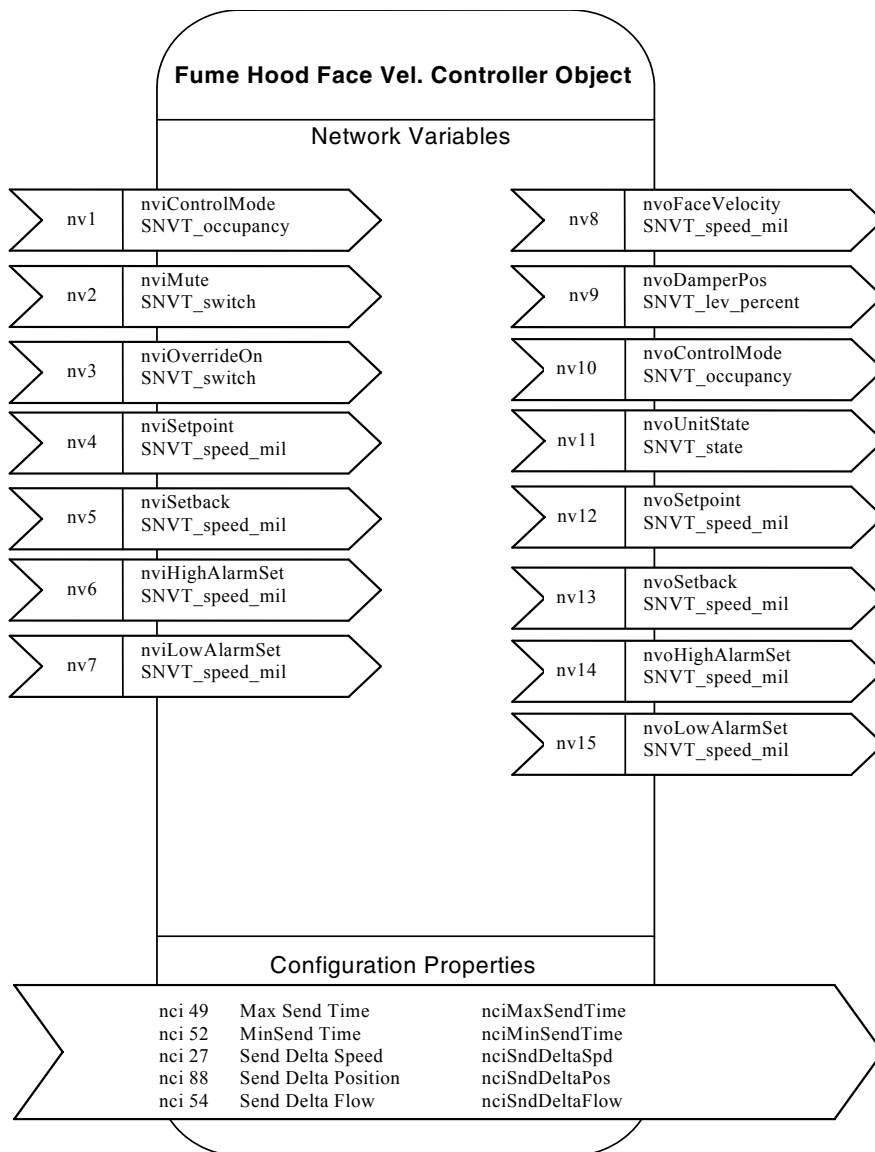 Fume Hood Face Vel. Controller Object
Network Variables
nv1
nviControlMode
SNVT_occupancy
nv2
nviMute
SNVT_switch
nv3
nviOverrideOn
SNVT_switch
nv4
nviSetpoint
SNVT_speed_mil
nv5
nviSetback
SNVT_speed_mil
nv6
nviHighAlarmSet
SNVT_speed_mil
nv7
nviLowAlarmSet
SNVT_speed_mil
nv8
nvoFaceVelocity
SNVT_speed_mil
nv9
nvoDamperPos
SNVT_lev_percent
nv10
nvoControlMode
SNVT_occupancy
nv11
nvoUnitState
SNVT_state
nv12
nvoSetpoint
SNVT_speed_mil
nv13
nvoSetback
SNVT_speed_mil
nv14
nvoHighAlarmSet
SNVT_speed_mil
nv15
nvoLowAlarmSet
SNVT_speed_mil
Configuration Properties
nci 49 Max Send Time nciMaxSendTime
nci 52 MinSend Time nciMinSendTime
nci 27 Send Delta Speed nciSndDeltaSpd
nci 88 Send Delta Position nciSndDeltaPos
nci 54 Send Delta Flow nciSndDeltaFlow